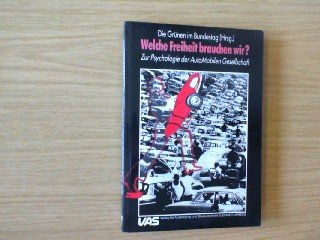 Die Grünen im Bundestag (Hrsg.)
Welche Freiheit brauchen wir?
Zur Psychologie der AutoMobilen Gesellschaft
VAS